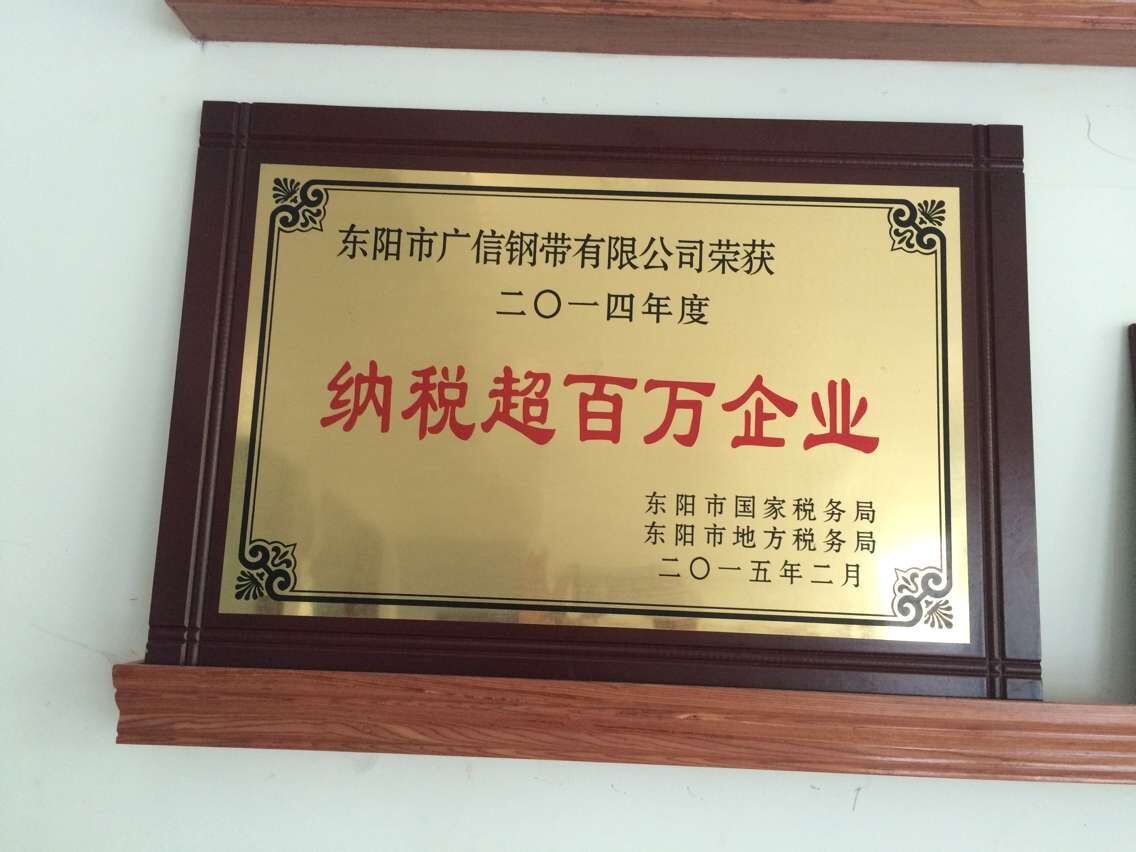 东阳市广信钢带有限公司荣获
二〇一四年度
纳税超百万企业
东阳市国家税务局
东阳市地方税务局
二〇一五年二月